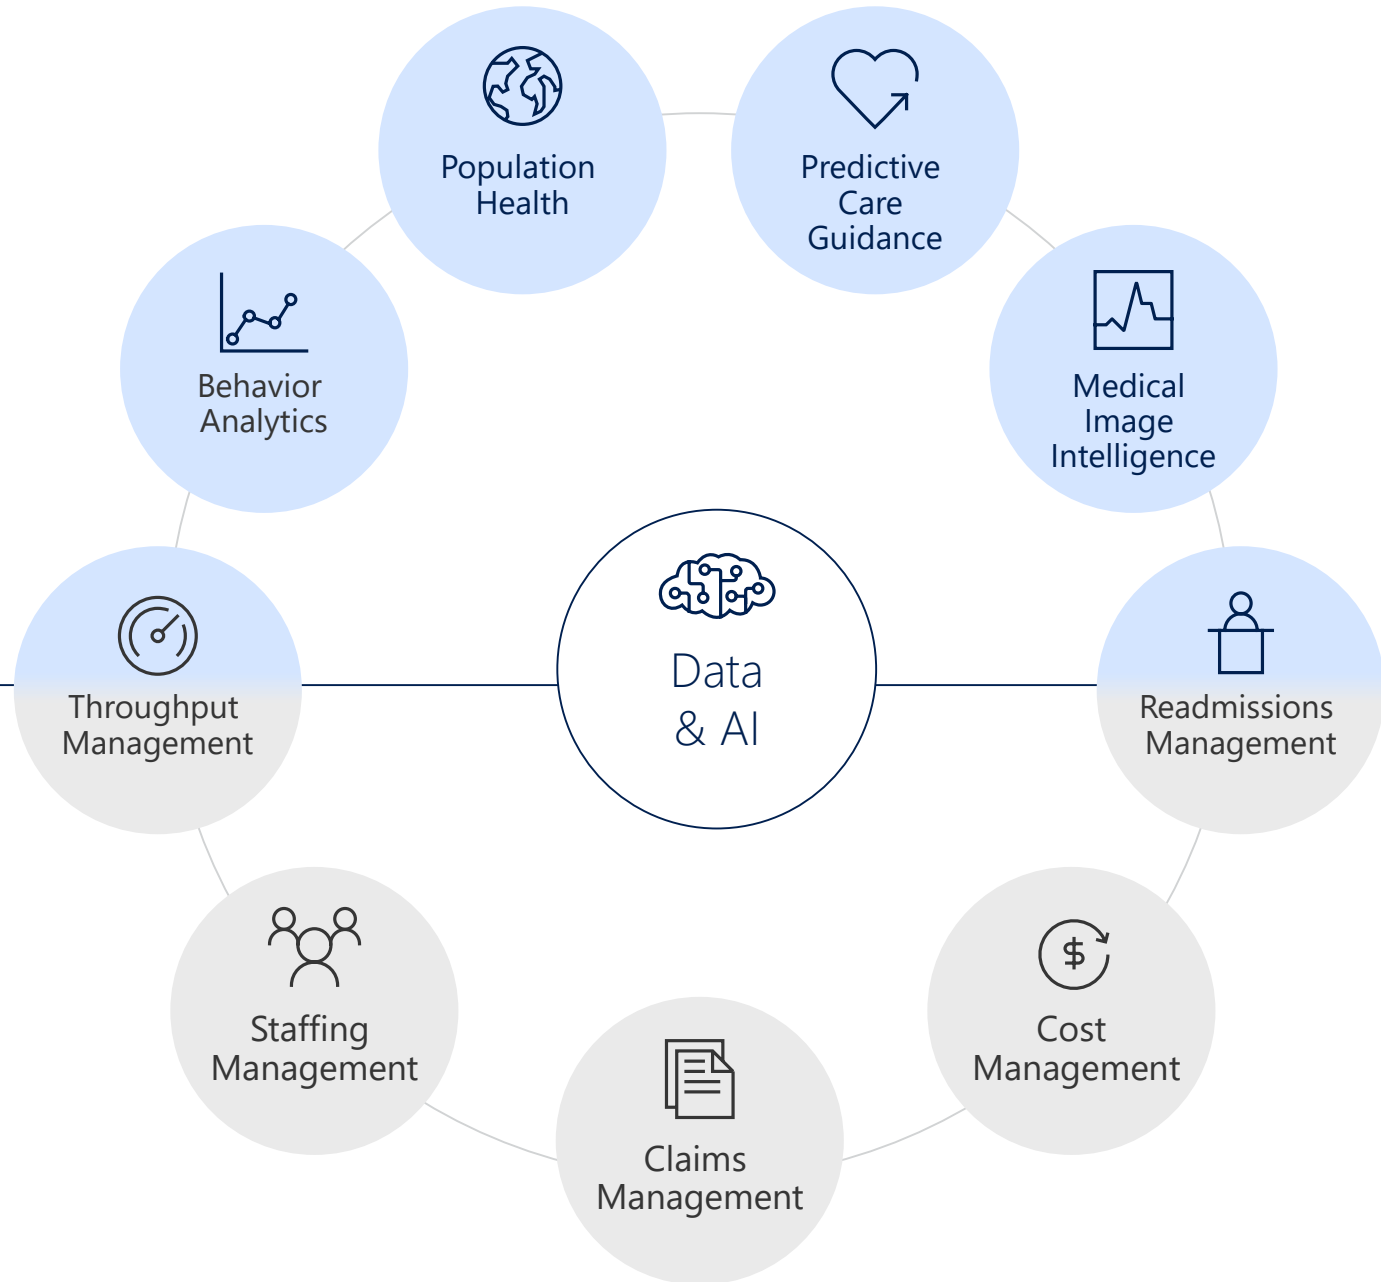 Population
Health
Predictive
Care
Guidance
Behavior
Analytics
Medical
Image
Intelligence
Data
& AI
Throughput
Management
Readmissions
Management
Staffing
Management
Cost
Management
$
Claims
Management